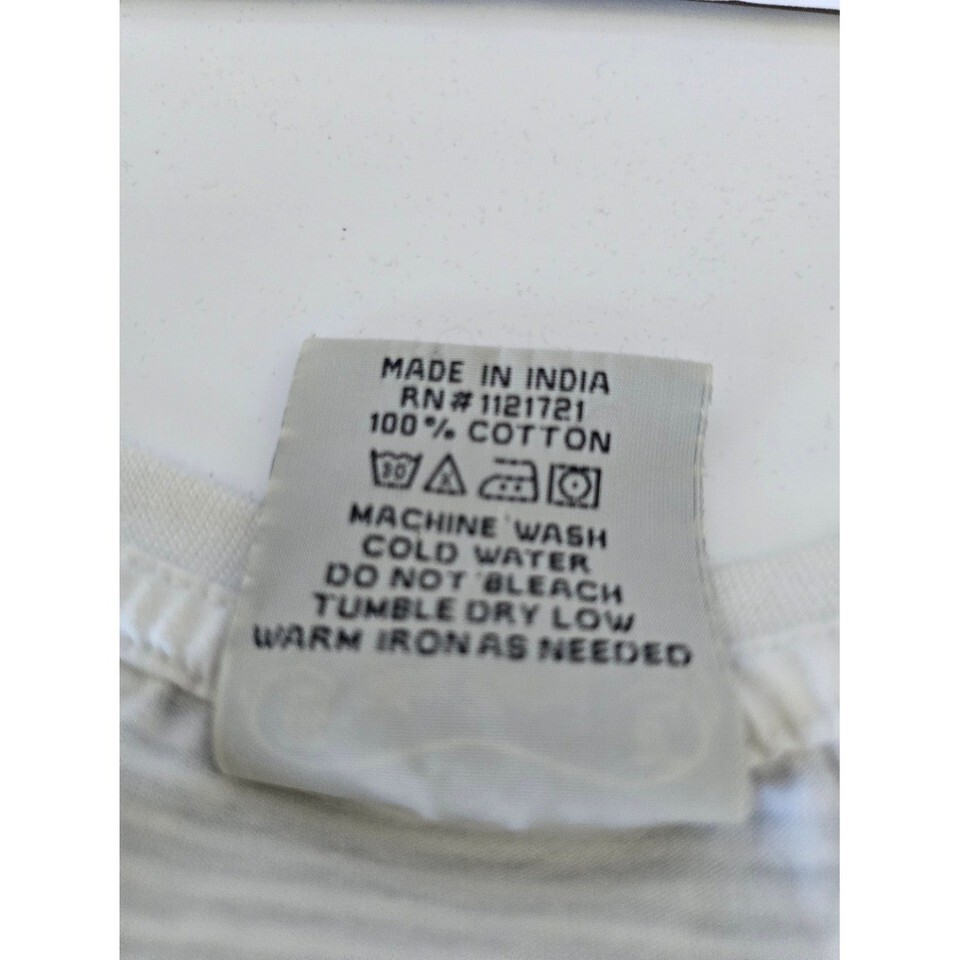 MADE IN INDIA
RN# 1121721
100% COTTON
30
MACHINE WASH
COLD WATER
DO NOT BLEACH
TUMBLE DRY LOW
WARM IRON AS NEEDED